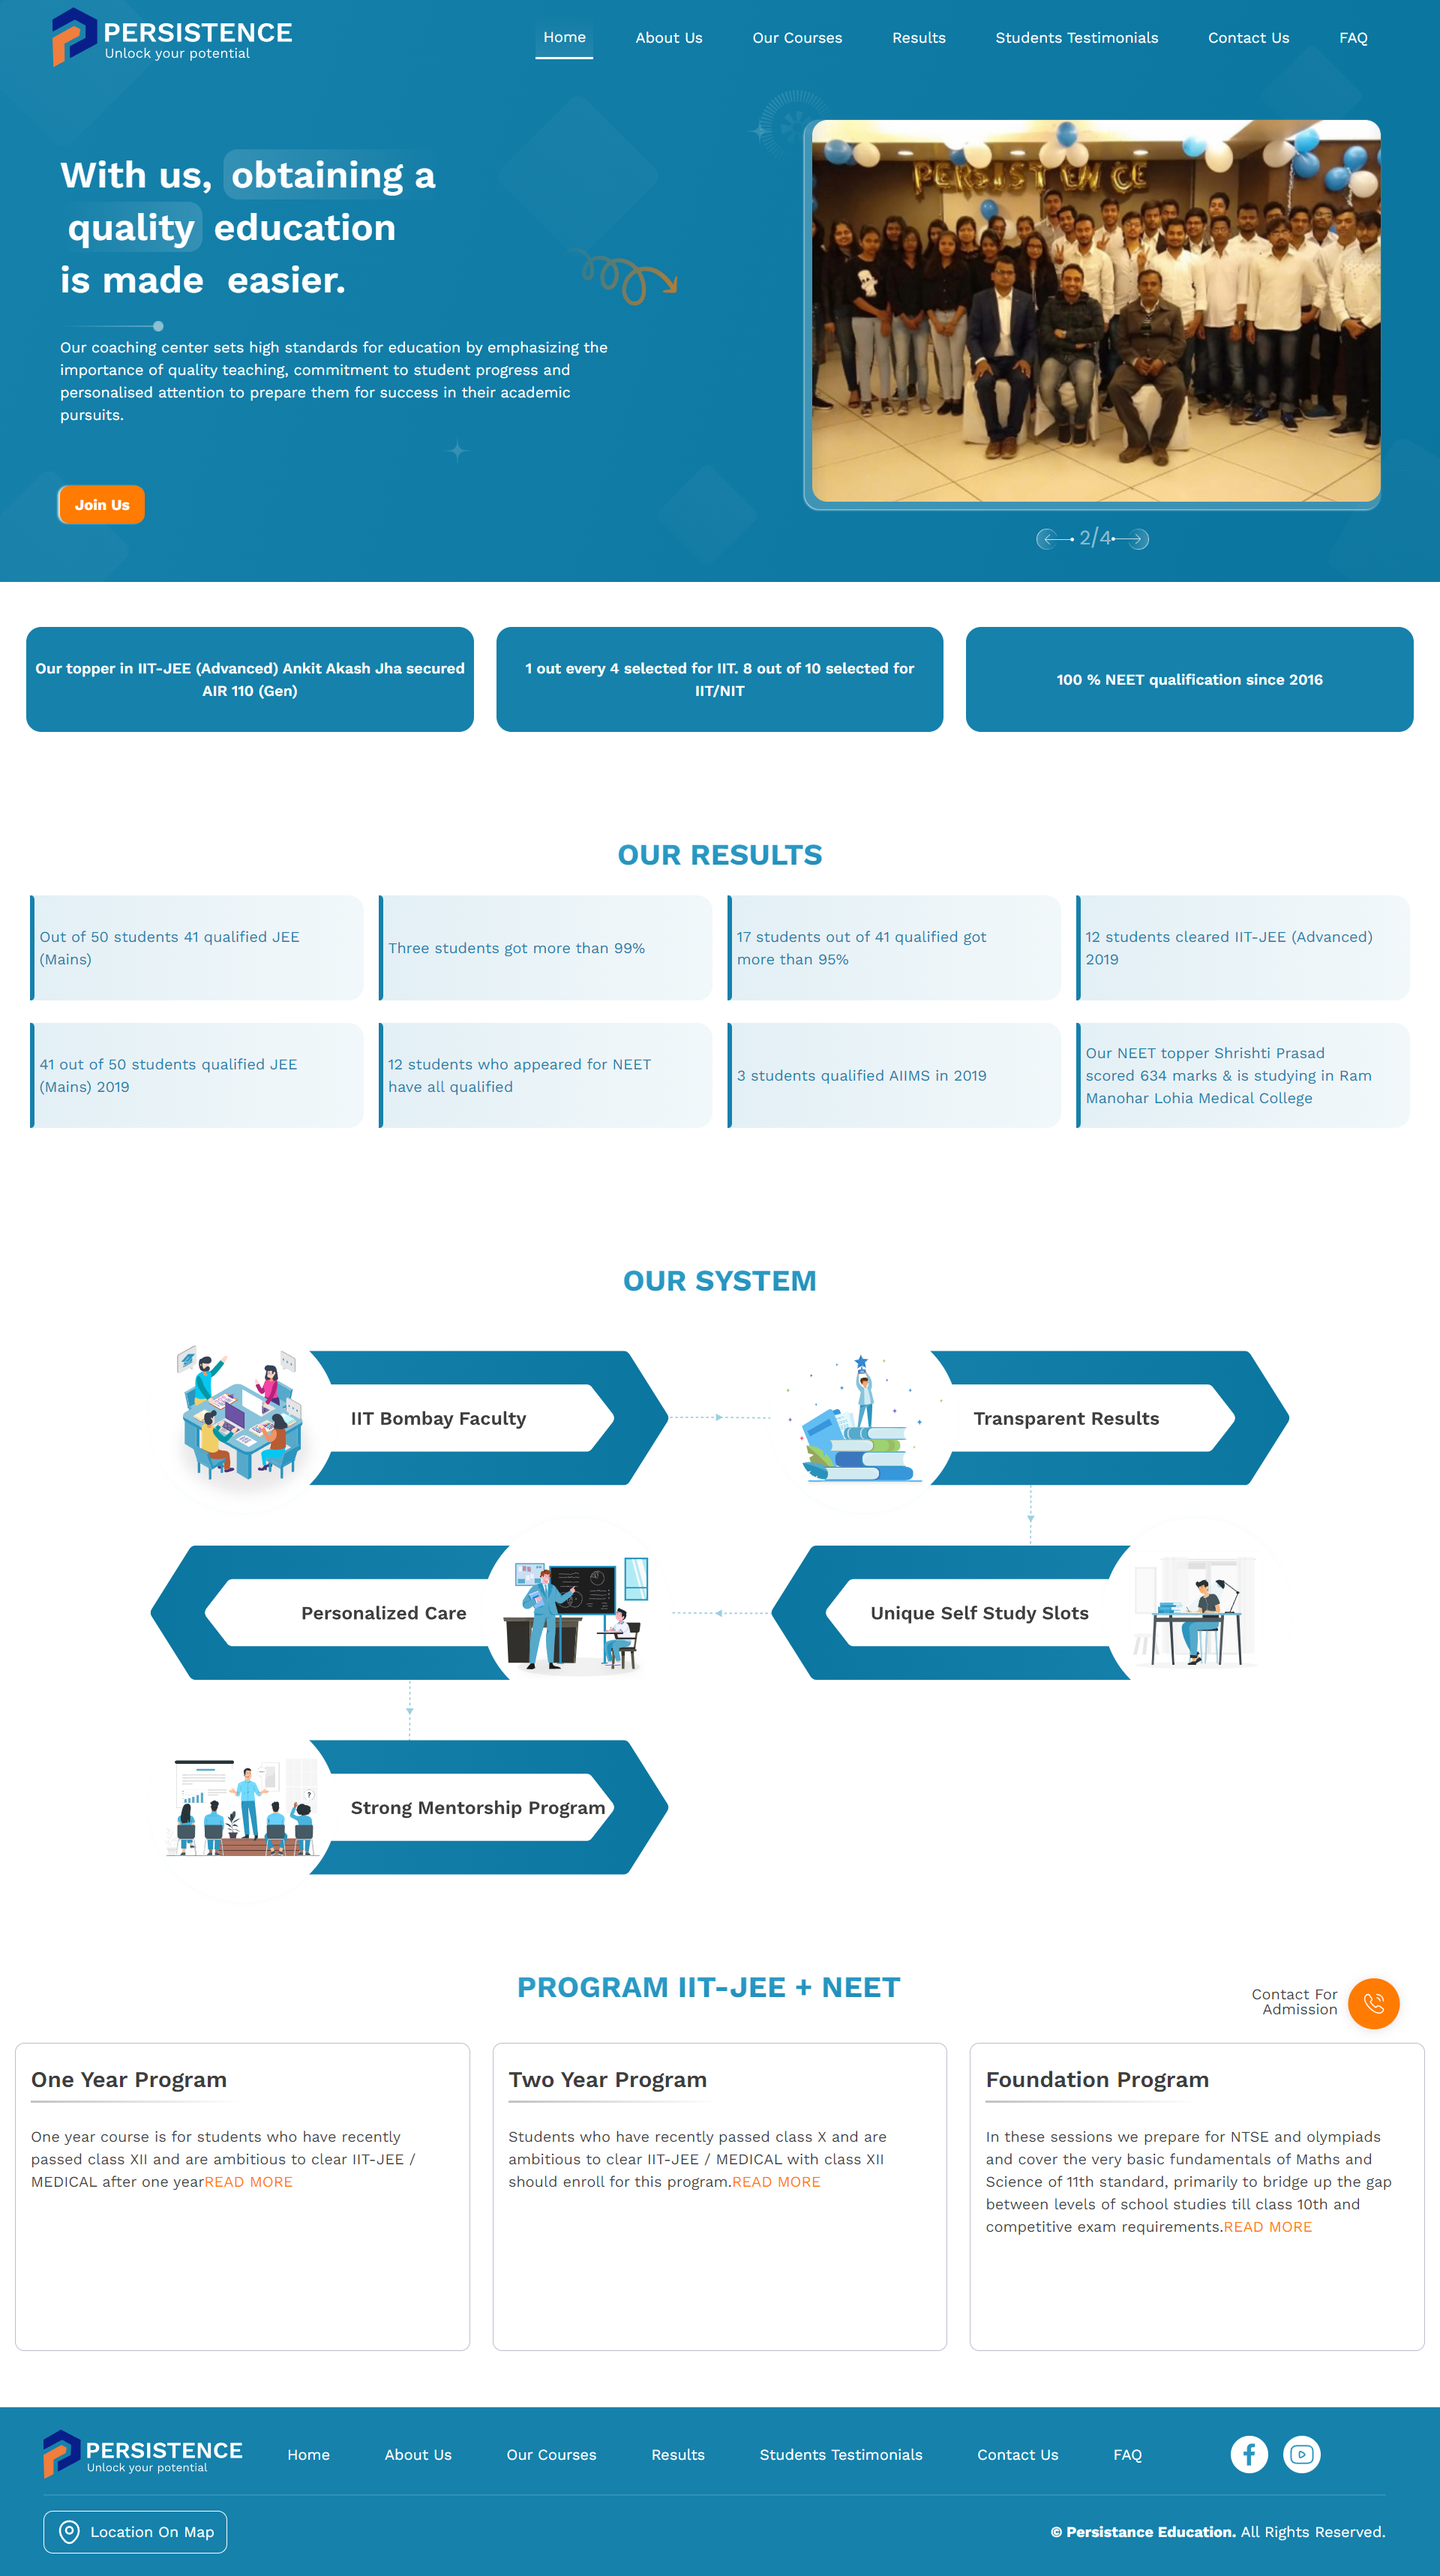 PERSISTENCE
Unlock your potential
Home
About Us
Our Courses
Results
Students Testimonials
Contact Us
FAQ
With us, obtaining a
quality education
is made easier.
PERSISTENCE
Our coaching center sets high standards for education by emphasizing the
importance of quality teaching, commitment to student progress and
personalised attention to prepare them for success in their academic
pursuits.
Join Us
2/4
Our topper in IIT-JEE (Advanced) Ankit Akash Jha secured
AIR 110 (Gen)
1 out every 4 selected for IIT. 8 out of 10 selected for
IIT/NIT
100 % NEET qualification since 2016
OUR RESULTS
Out of 50 students 41 qualified JEE
(Mains)
Three students got more than 99%
17 students out of 41 qualified got
more than 95%
12 students cleared IIT-JEE (Advanced)
2019
41 out of 50 students qualified JEE
(Mains) 2019
12 students who appeared for NEET
have all qualified
3 students qualified AIIMS in 2019
Our NEET topper Shrishti Prasad
scored 634 marks & is studying in Ram
Manohar Lohia Medical College
OUR SYSTEM
IIT Bombay Faculty
Transparent Results
Personalized Care
Unique Self Study Slots
Strong Mentorship Program
PROGRAM IIT-JEE + NEET
Contact For
Admission
One Year Program
One year course is for students who have recently
passed class XII and are ambitious to clear IIT-JEE /
MEDICAL after one yearREAD MORE
Two Year Program
Students who have recently passed class X and are
ambitious to clear IIT-JEE / MEDICAL with class XII
should enroll for this program.READ MORE
Foundation Program
In these sessions we prepare for NTSE and olympiads
and cover the very basic fundamentals of Maths and
Science of 11th standard, primarily to bridge up the gap
between levels of school studies till class 10th and
competitive exam requirements.READ MORE
PERSISTENCE
Unlock your potential
Home
About Us
Our Courses
Results
Students Testimonials
Contact Us
FAQ
Location On Map
© Persistance Education. All Rights Reserved.